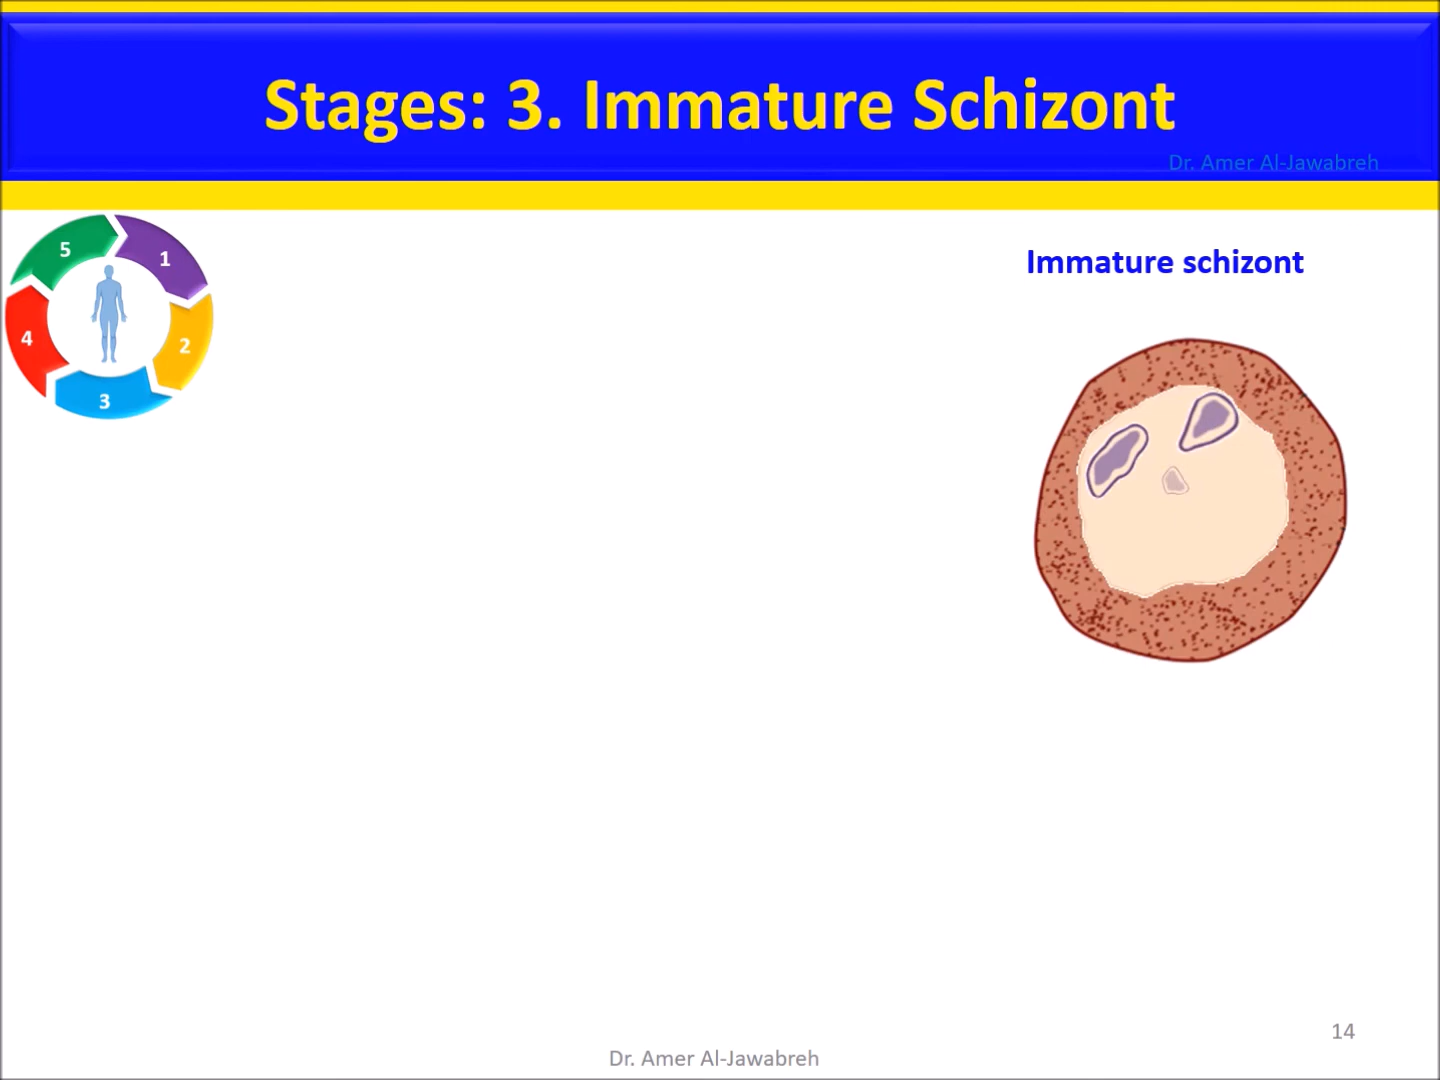 Stages: 3. Immature Schizont
Dr. Amer Al-Jawabreh
5
1
4
2
3
Immature schizont
14
Dr. Amer Al-Jawabreh